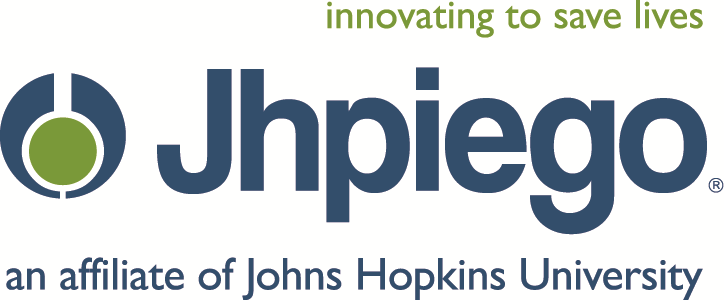 innovating to save lives
Jhpiego®
an affiliate of Johns Hopkins University